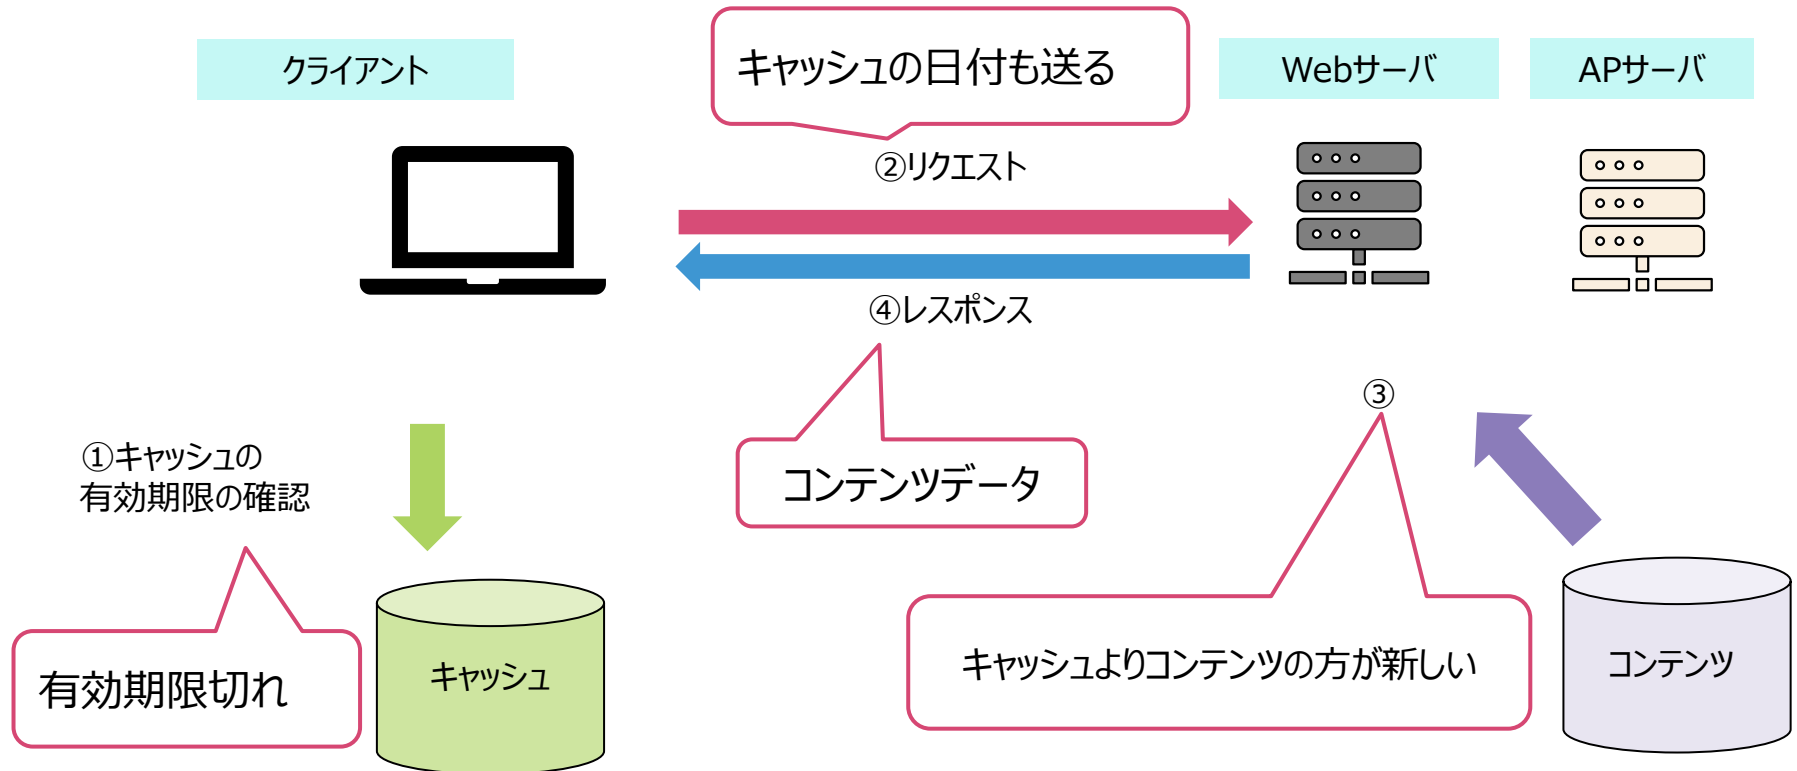 クライアント
キャッシュの日付も送る
Webサーバ
APサーバ
②リクエスト
④レスポンス
③
①キャッシュの
有効期限の確認
コンテンツデータ
有効期限切れ
キャッシュ
キャッシュよりコンテンツの方が新しい
コンテンツ